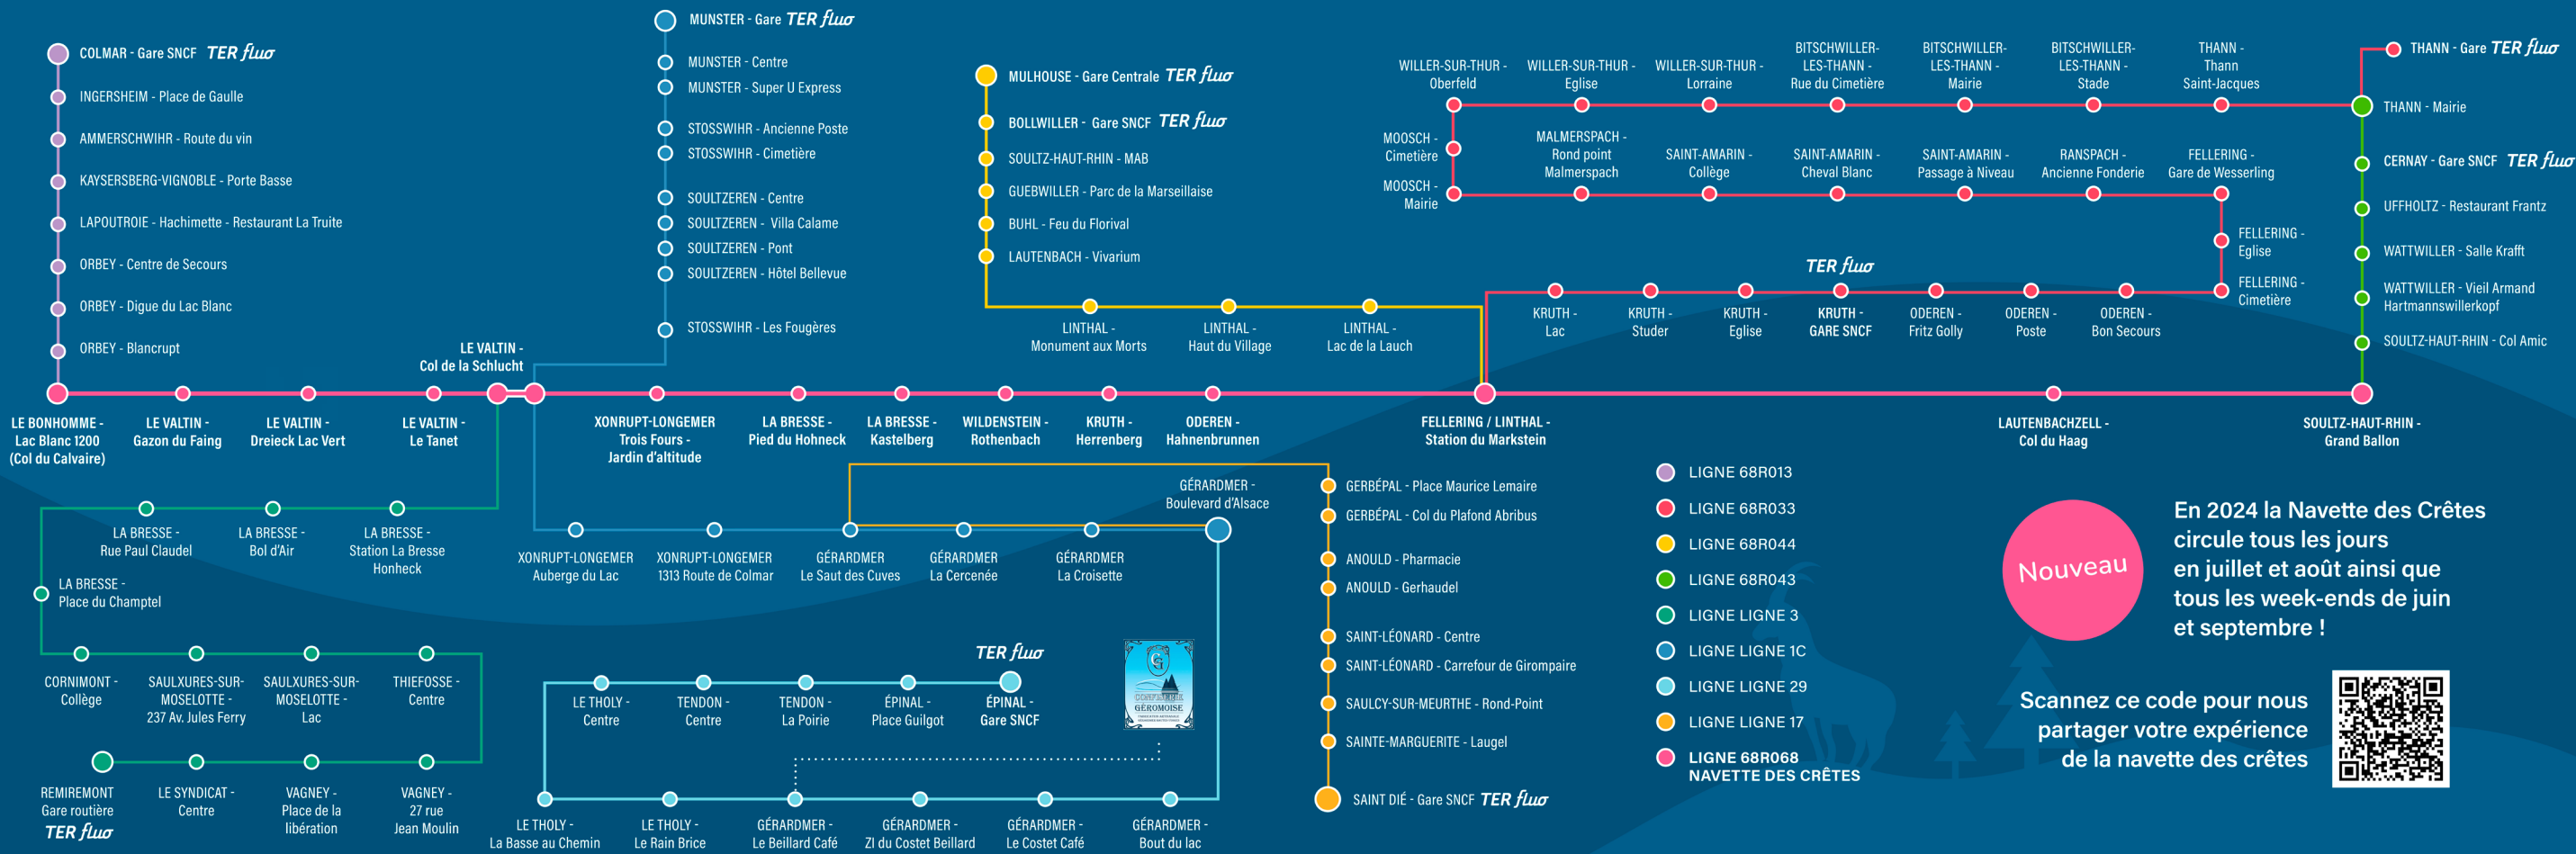 COLMAR - Gare SNCF TER fluo
INGERSHEIM - Place de Gaulle
AMMERSCHWIHR - Route du vin
KAYSERSBERG-VIGNOBLE - Porte Basse
LAPOUTROIE - Hachimette - Restaurant La Truite
ORBEY - Centre de Secours
ORBEY - Digue du Lac Blanc
ORBEY - Blancrupt
MUNSTER - Gare TER fluo
MUNSTER - Centre
MUNSTER - Super U Express
STOSSWIHR - Ancienne Poste
STOSSWIHR - Cimetière
SOULTZEREN - Centre
SOULTZEREN - Villa Calame
SOULTZEREN - Pont
SOULTZEREN - Hôtel Bellevue
STOSSWIHR - Les Fougères
MULHOUSE - Gare Centrale TER fluo
BOLLWILLER - Gare SNCF TER fluo
SOULTZ-HAUT-RHIN - MAB
GUEBWILLER - Parc de la Marseillaise
BUHL - Feu du Florival
LAUTENBACH - Vivarium
LINTHAL -
Monument aux Morts
LINTHAL -
Haut du Village
LINTHAL -
Lac de la Lauch
WILLER-SUR-THUR -
Oberfeld
WILLER-SUR-THUR -
Eglise
WILLER-SUR-THUR -
Lorraine
BITSCHWILLER-
LES-THANN -
Rue du Cimetière
BITSCHWILLER-
LES-THANN -
Mairie
BITSCHWILLER-
LES-THANN -
Stade
THANN -
Thann
Saint-Jacques
THANN - Gare TER fluo
THANN - Mairie
MOOSCH -
Cimetière
MOOSCH -
Mairie
MALMERSPACH -
Rond point
Malmerspach
SAINT-AMARIN -
Collège
SAINT-AMARIN -
Cheval Blanc
SAINT-AMARIN -
Passage à Niveau
RANSPACH -
Ancienne Fonderie
FELLERING -
Gare de Wesserling
FELLERING -
Eglise
FELLERING -
Cimetière
TER fluo
KRUTH -
Lac
KRUTH -
Studer
KRUTH -
Eglise
KRUTH -
GARE SNCF
ODEREN -
Fritz Golly
ODEREN -
Poste
ODEREN -
Bon Secours
CERNAY - Gare SNCF TER fluo
UFFHOLTZ - Restaurant Frantz
WATTWILLER - Salle Krafft
WATTWILLER - Vieil Armand
Hartmannswillerkopf
SOULTZ-HAUT-RHIN - Col Amic
LE BONHOMME -
Lac Blanc 1200
(Col du Calvaire)
LE VALTIN -
Gazon du Faing
LE VALTIN -
Dreieck Lac Vert
LE VALTIN -
Le Tanet
LE VALTIN -
Col de la Schlucht
XONRUPT-LONGEMER
Trois Fours -
Jardin d'altitude
LA BRESSE -
Pied du Hohneck
LA BRESSE -
Kastelberg
WILDENSTEIN -
Rothenbach
KRUTH -
Herrenberg
ODEREN -
Hahnenbrunnen
FELLERING / LINTHAL -
Station du Markstein
LAUTENBACHZELL -
Col du Haag
SOULTZ-HAUT-RHIN -
Grand Ballon
LA BRESSE -
Rue Paul Claudel
LA BRESSE -
Bol d'Air
LA BRESSE -
Station La Bresse
Honheck
LA BRESSE -
Place du Champtel
CORNIMONT -
Collège
SAULXURES-SUR-
MOSELOTTE -
237 Av. Jules Ferry
SAULXURES-SUR-
MOSELOTTE -
Lac
THIEFOSSE -
Centre
REMIREMONT
Gare routière
TER fluo
LE SYNDICAT -
Centre
VAGNEY -
Place de la
libération
VAGNEY -
27 rue
Jean Moulin
XONRUPT-LONGEMER
Auberge du Lac
XONRUPT-LONGEMER
1313 Route de Colmar
GÉRARDMER
Le Saut des Cuves
GÉRARDMER
La Cercenée
GÉRARDMER
La Croisette
GÉRARDMER -
Boulevard d'Alsace
LE THOLY -
Centre
TENDON -
Centre
TENDON -
La Poirie
ÉPINAL -
Place Guilgot
TER fluo
ÉPINAL -
Gare SNCF
CONFISERIE
GÉROMOISE
LE THOLY -
La Basse au Chemin
LE THOLY -
Le Rain Brice
GÉRARDMER -
Le Beillard Café
GÉRARDMER -
ZI du Costet Beillard
GÉRARDMER -
Le Costet Café
GÉRARDMER -
Bout du lac
GERBÉPAL - Place Maurice Lemaire
GERBÉPAL - Col du Plafond Abribus
ANOULD - Pharmacie
ANOULD - Gerhaudel
SAINT-LÉONARD - Centre
SAINT-LÉONARD - Carrefour de Girompaire
SAULCY-SUR-MEURTHE - Rond-Point
SAINTE-MARGUERITE - Laugel
SAINT DIÉ - Gare SNCF TER fluo
LIGNE 68R013
LIGNE 68R033
LIGNE 68R044
LIGNE 68R043
LIGNE LIGNE 3
LIGNE LIGNE 1C
LIGNE LIGNE 29
LIGNE LIGNE 17
LIGNE 68R068
NAVETTE DES CRÊTES
Nouveau
En 2024 la Navette des Crêtes
circule tous les jours
en juillet et août ainsi que
tous les week-ends de juin
et septembre !
Scannez ce code pour nous
partager votre expérience
de la navette des crêtes